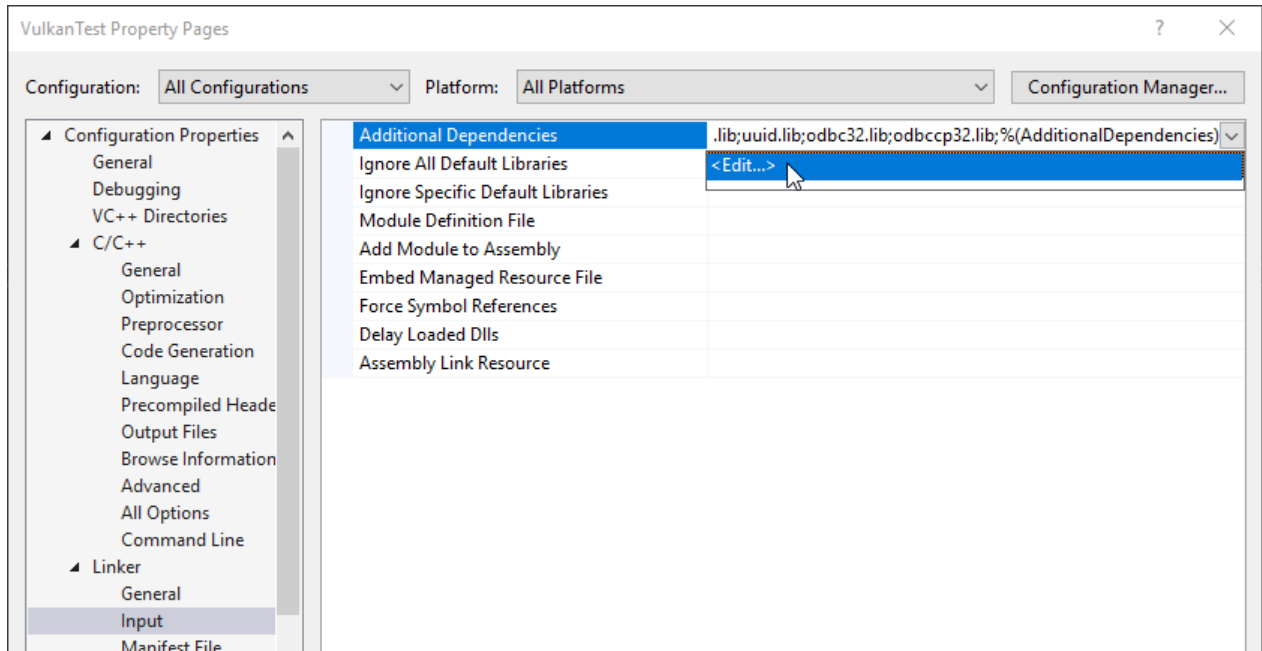 VulkanTest Property Pages
?
Configuration: All Configurations Platform: All Platforms Configuration Manager...
Configuration Properties
General
Debugging
VC++ Directories
C/C++
General
Optimization
Preprocessor
Code Generation
Language
Precompiled Heade
Output Files
Browse Information
Advanced
All Options
Command Line
Linker
General
Input
Manifest File
Additional Dependencies .lib;uuid.lib;odbc32.lib;odbccp32.lib;%(AdditionalDependencies)
Ignore All Default Libraries <Edit...>
Ignore Specific Default Libraries
Module Definition File
Add Module to Assembly
Embed Managed Resource File
Force Symbol References
Delay Loaded Dlls
Assembly Link Resource